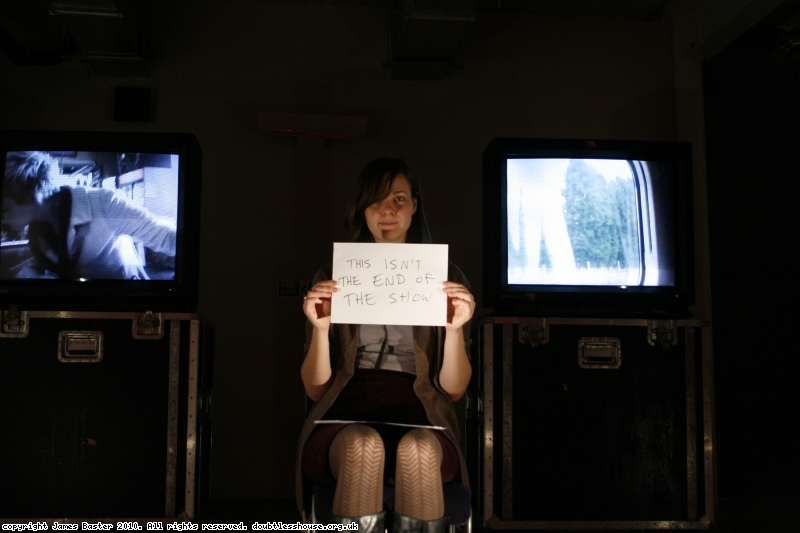 THIS ISN'T
THE END OF
THE SHOW
copyright James Baster 2010. All rights reserved. doubtlesshouse.org.uk